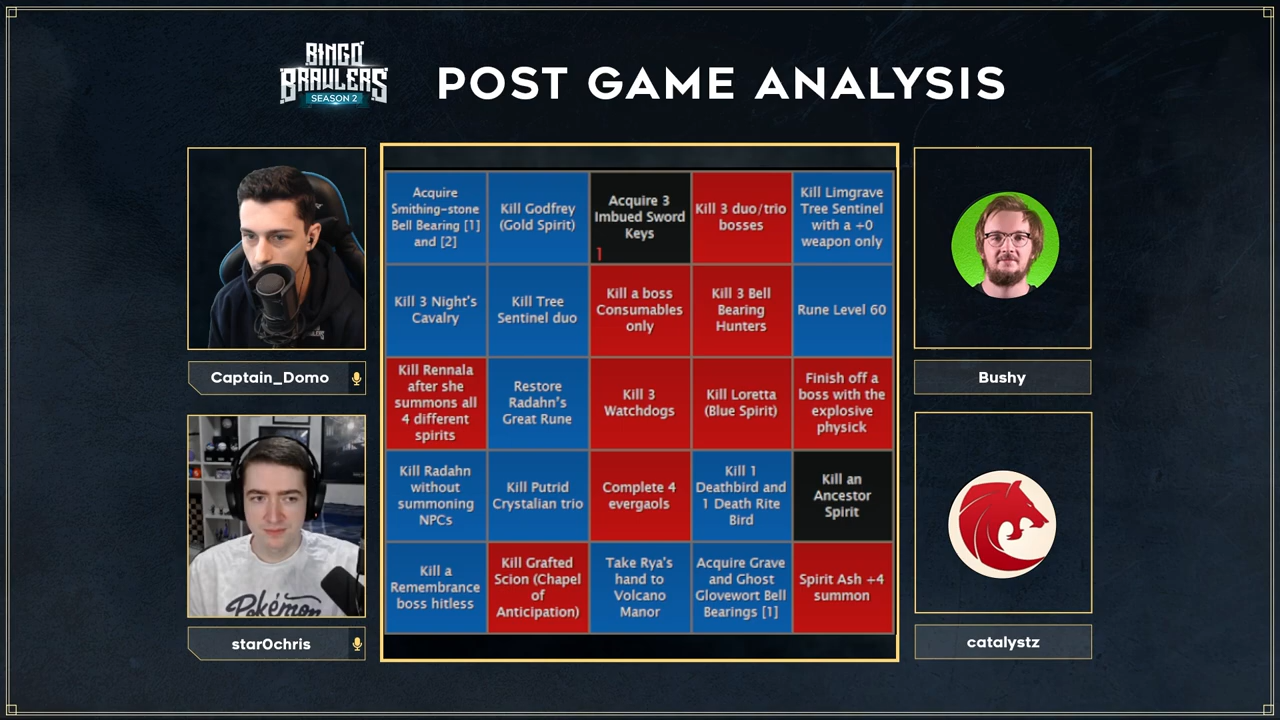 BINGO
BRAWLERS
SEASON 2
POST GAME ANALYSIS
Acquire
Smithing-stone
Bell Bearing [1]
and [2]
Kill Godfrey
(Gold Spirit)
Acquire 3
Imbued Sword
Keys
1
Kill 3 duo/trio
bosses
Kill Limgrave
Tree Sentinel
with a +0
weapon only
Kill 3 Night's
Cavalry
Kill Tree
Sentinel duo
Kill a boss
Consumables
only
Kill 3 Bell
Bearing
Hunters
Rune Level 60
Kill Rennala
after she
summons all
4 different
spirits
Restore
Radahn's
Great Rune
Kill 3
Watchdogs
Kill Loretta
(Blue Spirit)
Finish off a
boss with the
explosive
physick
Kill Radahn
without
summoning
NPCs
Kill Putrid
Crystalian trio
Complete 4
evergaols
Kill 1
Deathbird and
1 Death Rite
Bird
Kill an
Ancestor
Spirit
Kill a
Remembrance
boss hitless
Kill Grafted
Scion (Chapel
of
Anticipation)
Take Rya's
hand to
Volcano
Manor
Acquire Grave
and Ghost
Glovewort Bell
Bearings [1]
Spirit Ash +4
summon
Captain_Domo
Pokémon
star0chris
Bushy
catalystz